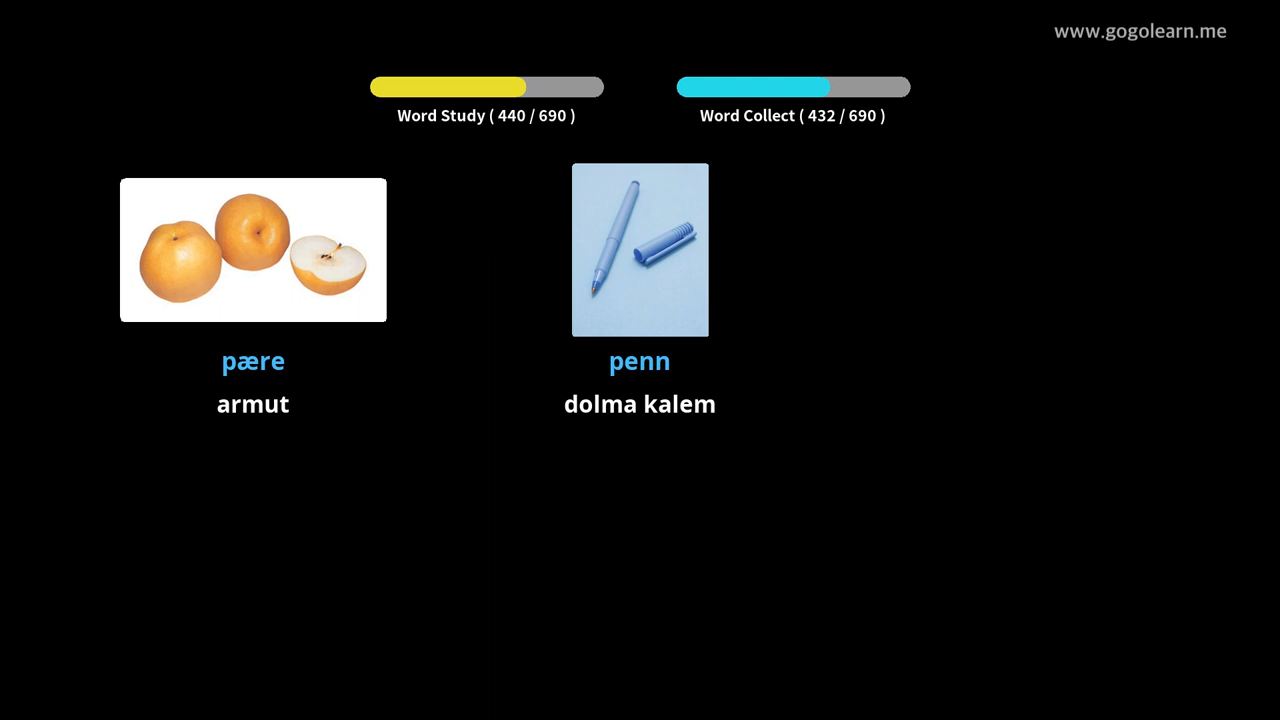 www.gogolearn.me
Word Study ( 440 / 690 )
Word Collect ( 432 / 690 )
pære
armut
penn
dolma kalem